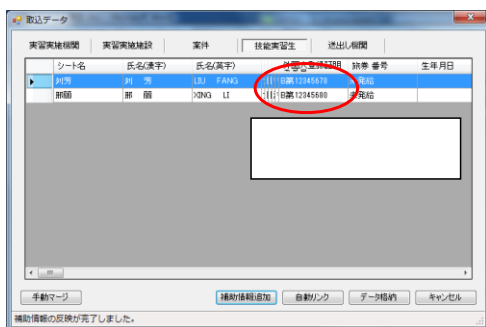 取込データ
実習実施機関 実習実施施設 案件 技能実習生 送出し機関
シート名 氏名(漢字) 氏名(英字) 旅券 番号 生年月日
刘芳 刘 芳 LIU FANG B第12345678 未発給
邢丽 邢 丽 XING LI B第12345680 未発給
手動マージ 補助情報追加 自動リンク データ格納 キャンセル
補助情報の反映が完了しました。